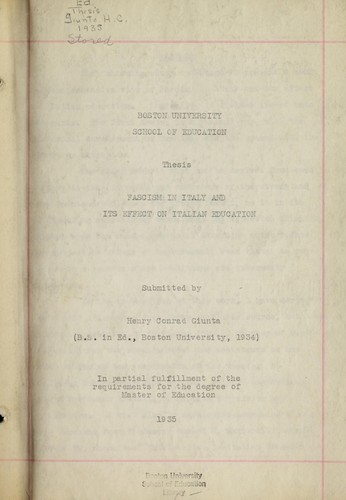 Ed.
Thesis
Giunta H.C.
1935
Stored
BOSTON UNIVERSITY
SCHOOL OF EDUCATION
Thesis
FASCISM IN ITALY AND
ITS EFFECT ON ITALIAN EDUCATION
Submitted by
Henry Conrad Giunta
(B.S. in Ed., Boston University, 1934)
In partial fulfillment of the
requirements for the degree of
Master of Education
1935
Boston University
School of Education